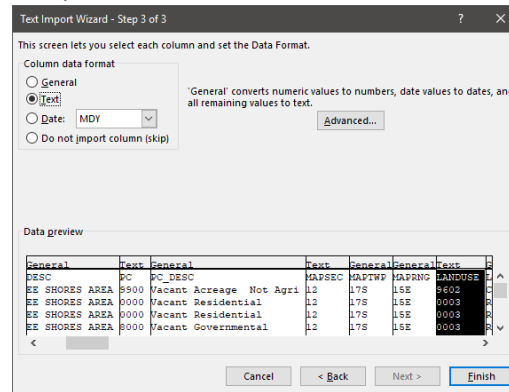 Text Import Wizard - Step 3 of 3 ? ×
This screen lets you select each column and set the Data Format.
Column data format
General
Text
Date: MDY
Do not import column (skip)
'General' converts numeric values to numbers, date values to dates, and
all remaining values to text.
Advanced...
Data preview
General Text General Text General General Text
DESC PC PC_DESC MAPSEC MAPTWP MAPRNG LANDUSE
EE SHORES AREA 9900 Vacant Acreage Not Agri 12 17S 15E 9602
EE SHORES AREA 0000 Vacant Residential 12 17S 15E 0003
EE SHORES AREA 0000 Vacant Residential 12 17S 15E 0003
EE SHORES AREA 8000 Vacant Governmental 12 17S 15E 0003
Cancel < Back Next > Finish